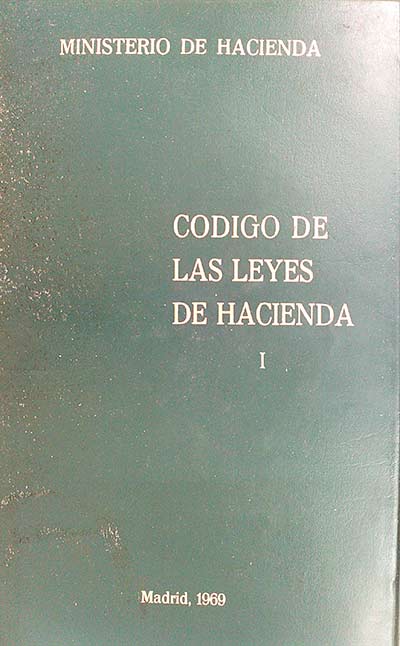 MINISTERIO DE HACIENDA
CODIGO DE
LAS LEYES
DE HACIENDA
I
Madrid, 1969